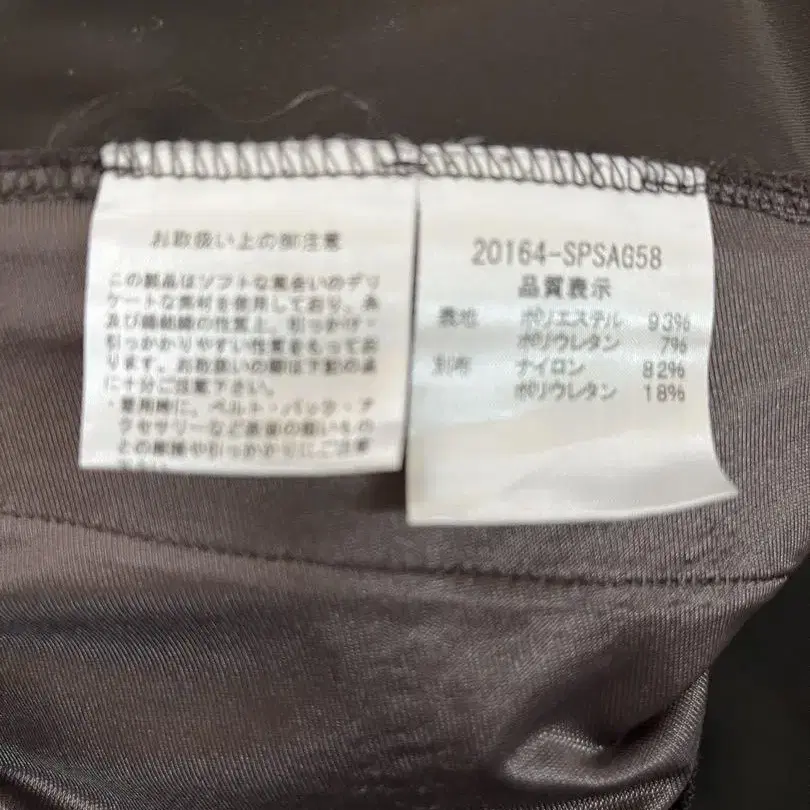 お取扱い上の御注意
この製品はソフトな風合いのデリ
ケートな素材を使用しており、糸
及び編組織の性質上、引っかけ・
引っかかりやすい性質をもってお
ります。お取扱いの際は下記の点
に十分ご注意下さい。
・着用時に、ベルト・バック・ア
クセサリーなど表面の粗いもの
との摩擦や引っかかりにご注意
20164-SPSAG58
品質表示
表地 ポリエステル 93%
ポリウレタン 7%
別布 ナイロン 82%
ポリウレタン 18%